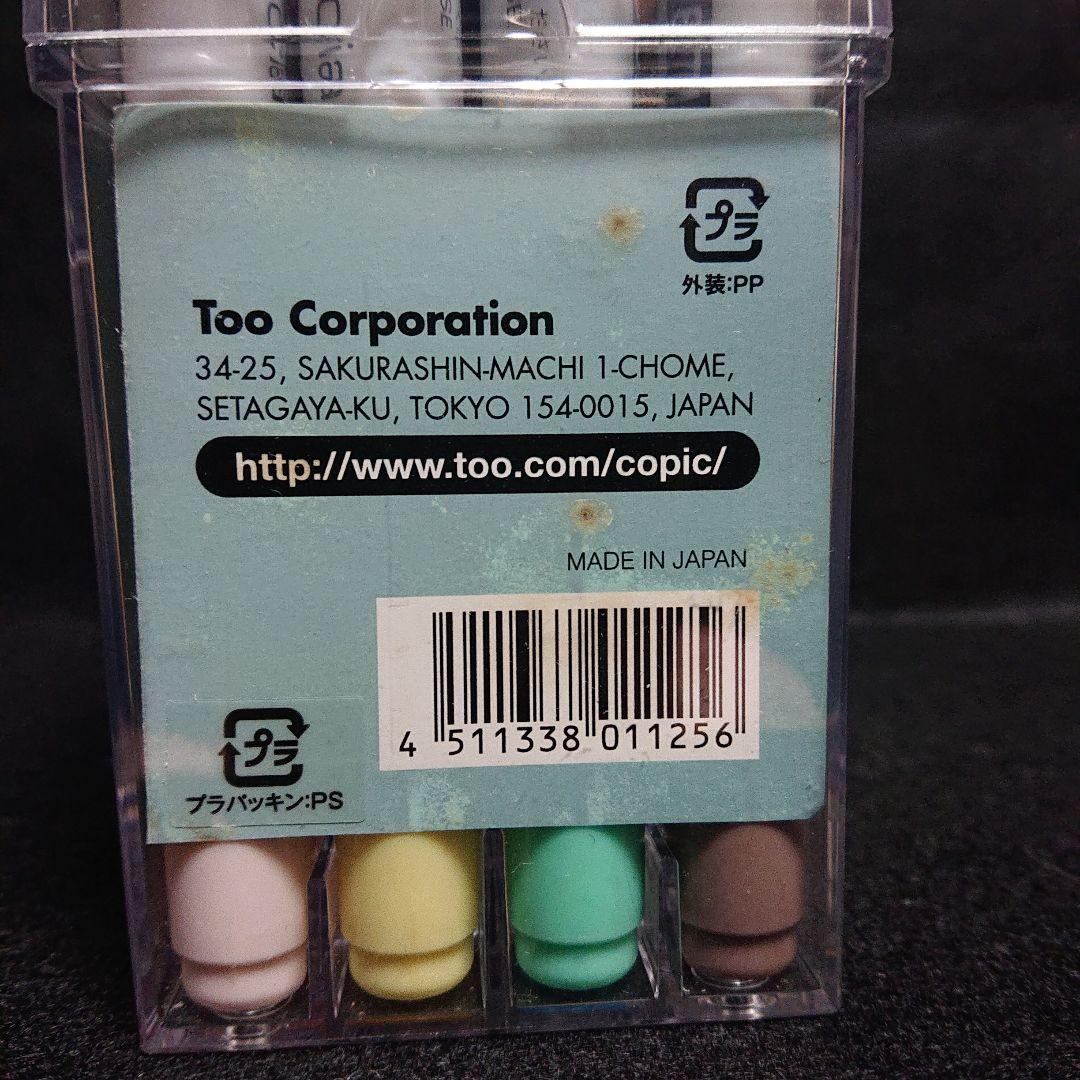 プラ
外装:PP
Too Corporation
34-25, SAKURASHIN-MACHI 1-CHOME,
SETAGAYA-KU, TOKYO 154-0015, JAPAN
http://www.too.com/copic/
MADE IN JAPAN
4 511338 011256
プラ
プラパッキン:PS